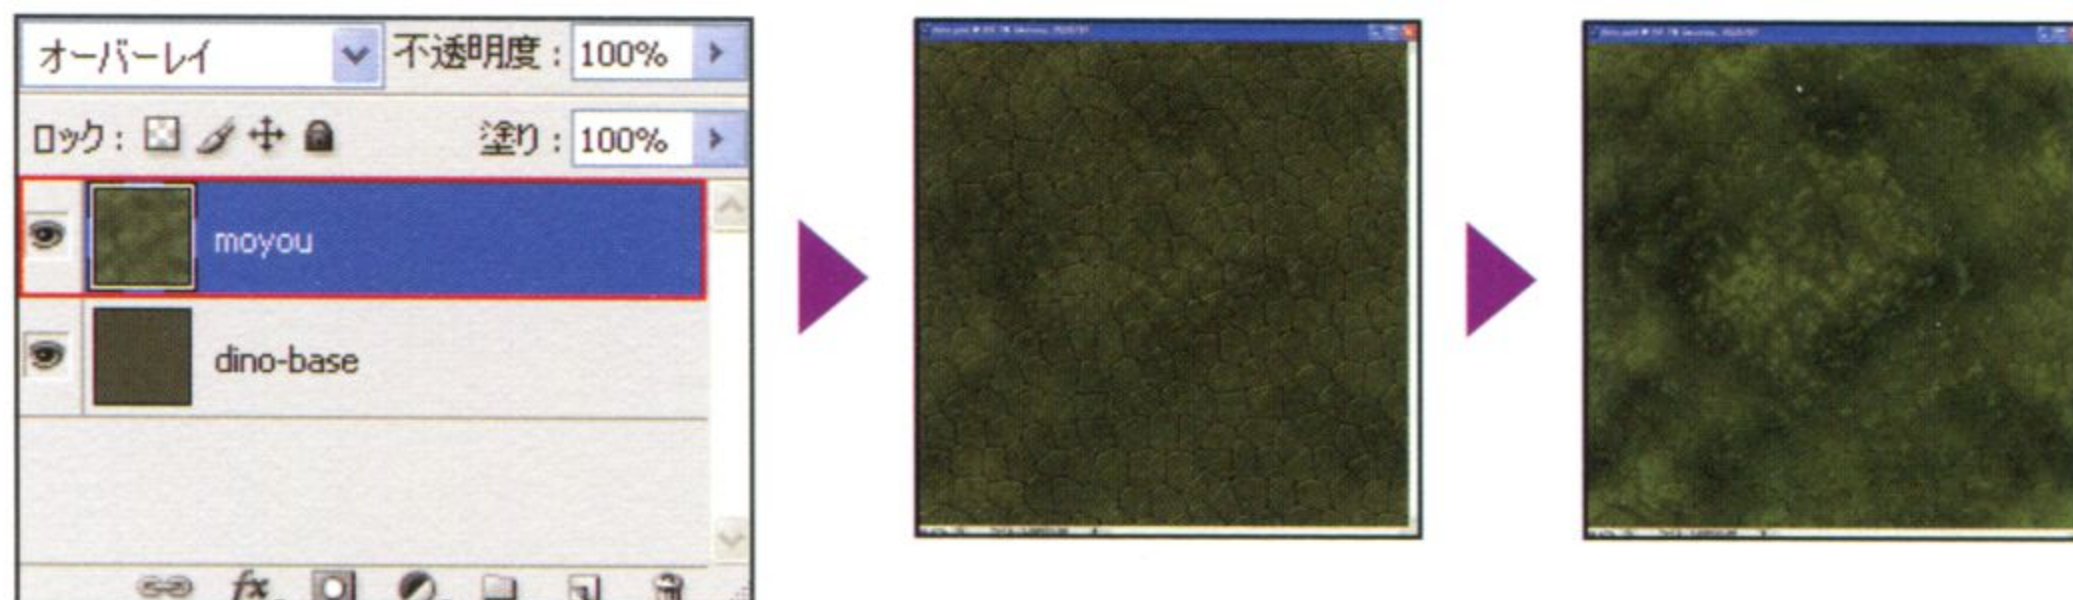 オーバーレイ 不透明度 : 100%
ロック : 塗り : 100%
moyou
dino-base
fx